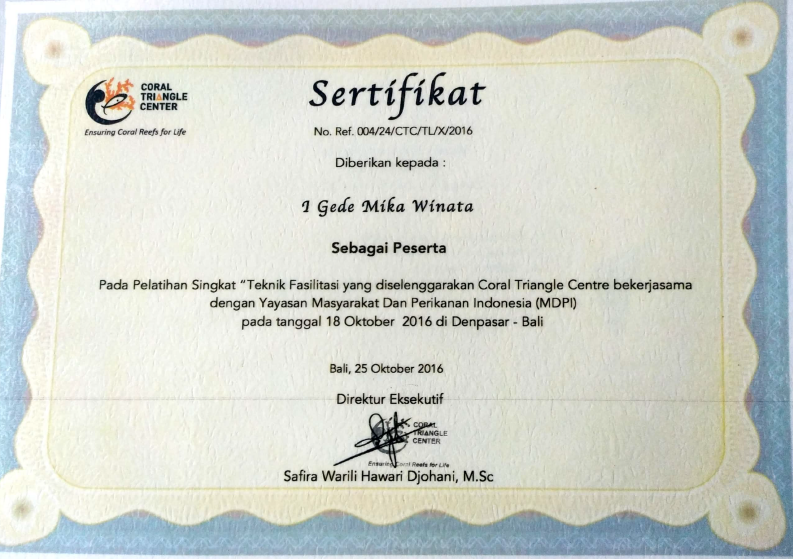 CORAL
TRIANGLE
CENTER
Ensuring Coral Reefs for Life
Sertifikat
No. Ref. 004/24/CTC/TL/X/2016
Diberikan kepada :
I Gede Mika Winata
Sebagai Peserta
Pada Pelatihan Singkat “Teknik Fasilitasi yang diselenggarakan Coral Triangle Centre bekerjasama
dengan Yayasan Masyarakat Dan Perikanan Indonesia (MDPI)
pada tanggal 18 Oktober 2016 di Denpasar - Bali
Bali, 25 Oktober 2016
Direktur Eksekutif
CORAL
TRIANGLE
CENTER
Ensuring Coral Reefs for Life
Safira Warili Hawari Djohani, M.Sc